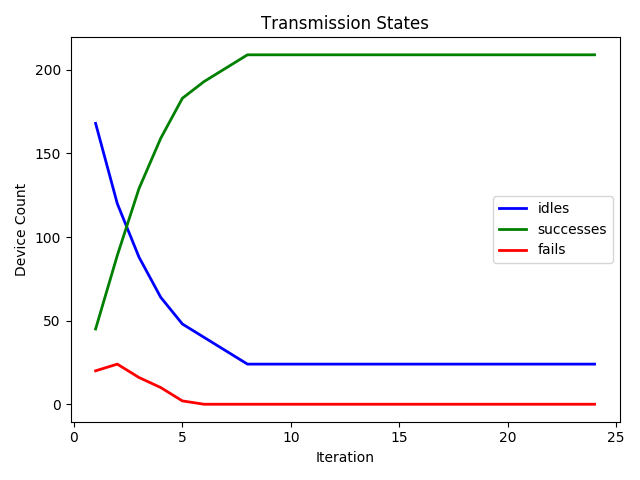 Transmission States
200
150
100
50
0
Device Count
idles
successes
fails
0 5 10 15 20 25
Iteration